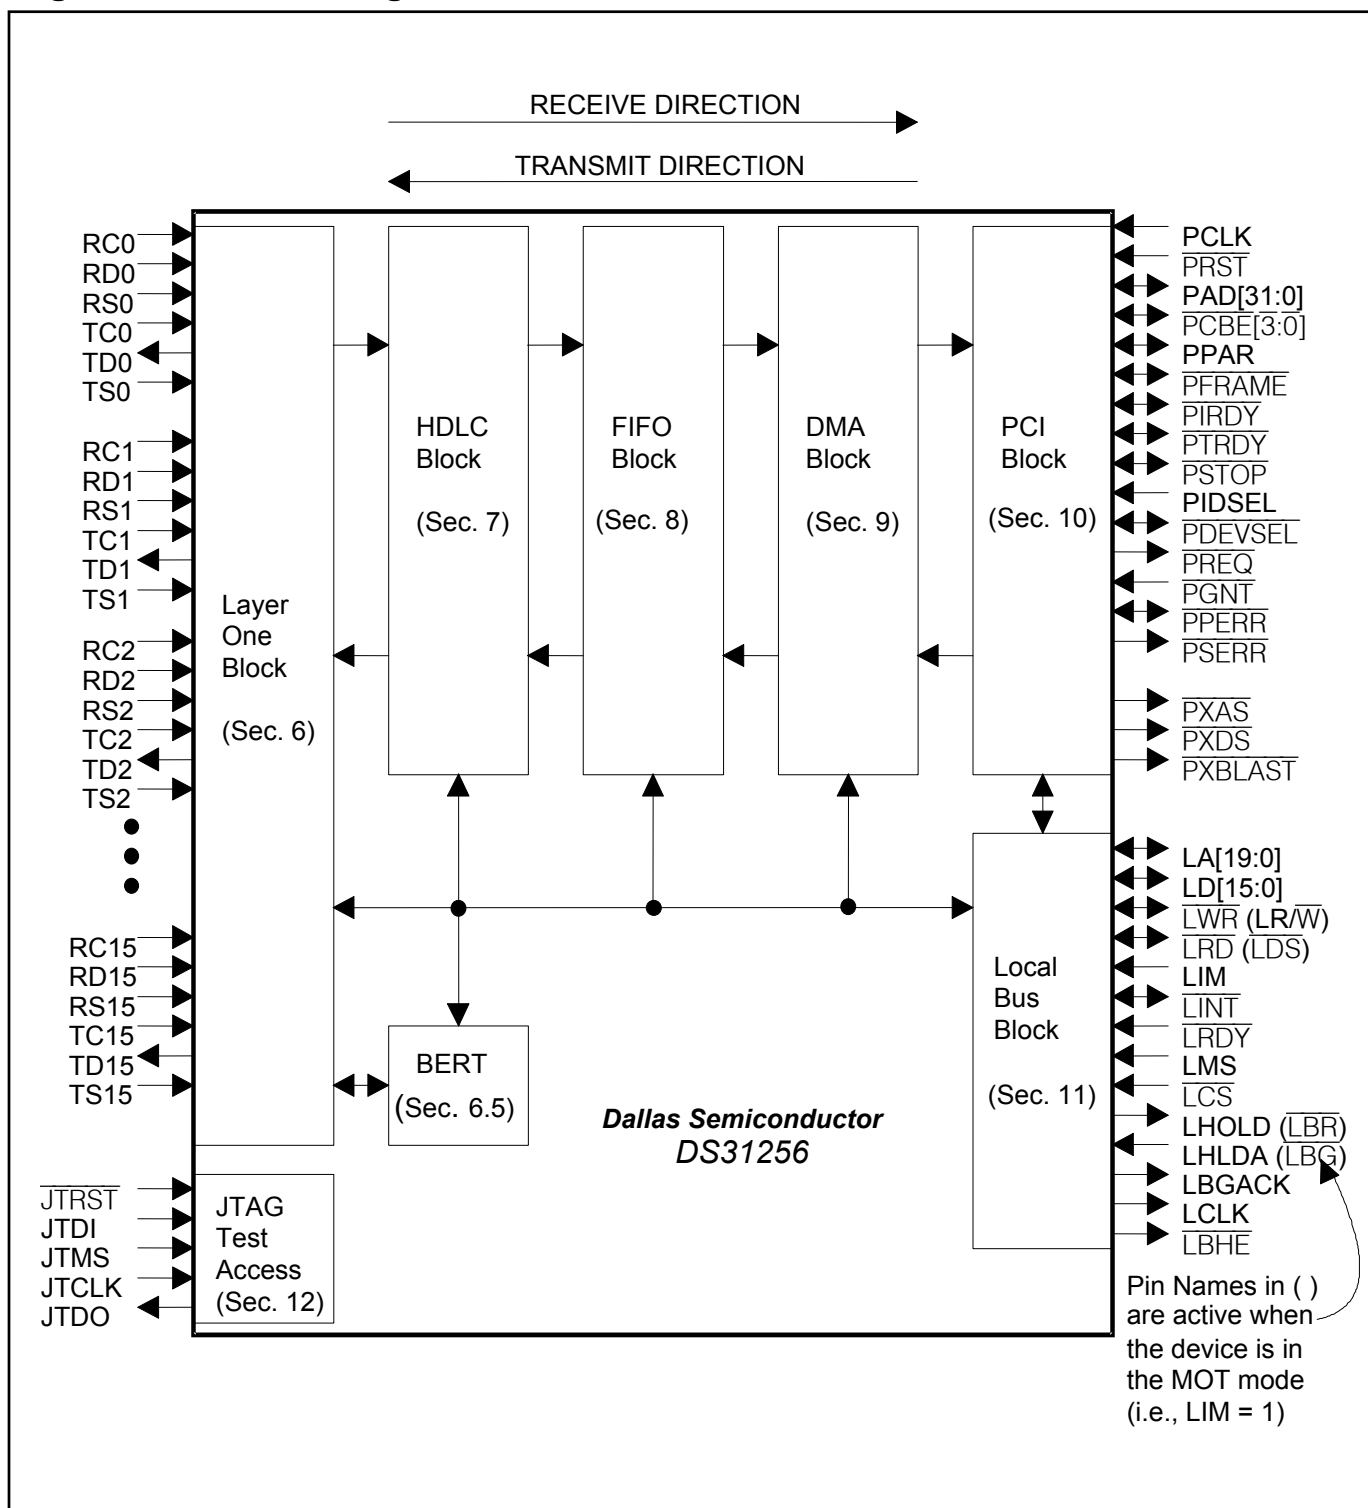 RECEIVE DIRECTION
TRANSMIT DIRECTION
RC0
RD0
RS0
TC0
TD0
TS0
RC1
RD1
RS1
TC1
TD1
TS1
RC2
RD2
RS2
TC2
TD2
TS2
RC15
RD15
RS15
TC15
TD15
TS15
JTRST
JTDI
JTMS
JTCLK
JTDO
Layer
One
Block
(Sec. 6)
HDLC
Block
(Sec. 7)
FIFO
Block
(Sec. 8)
DMA
Block
(Sec. 9)
PCI
Block
(Sec. 10)
BERT
(Sec. 6.5)
Local
Bus
Block
(Sec. 11)
JTAG
Test
Access
(Sec. 12)
Dallas Semiconductor
DS31256
PCLK
PRST
PAD[31:0]
PCBE[3:0]
PPAR
PFRAME
PIRDY
PTRDY
PSTOP
PIDSEL
PDEVSEL
PREQ
PGNT
PPERR
PSERR
PXAS
PXDS
PXBLAST
LA[19:0]
LD[15:0]
LWR (LR/W)
LRD (LDS)
LIM
LINT
LRDY
LMS
LCS
LHOLD (LBR)
LHLDA (LBG)
LBGACK
LCLK
LBHE
Pin Names in ( )
are active when
the device is in
the MOT mode
(i.e., LIM = 1)